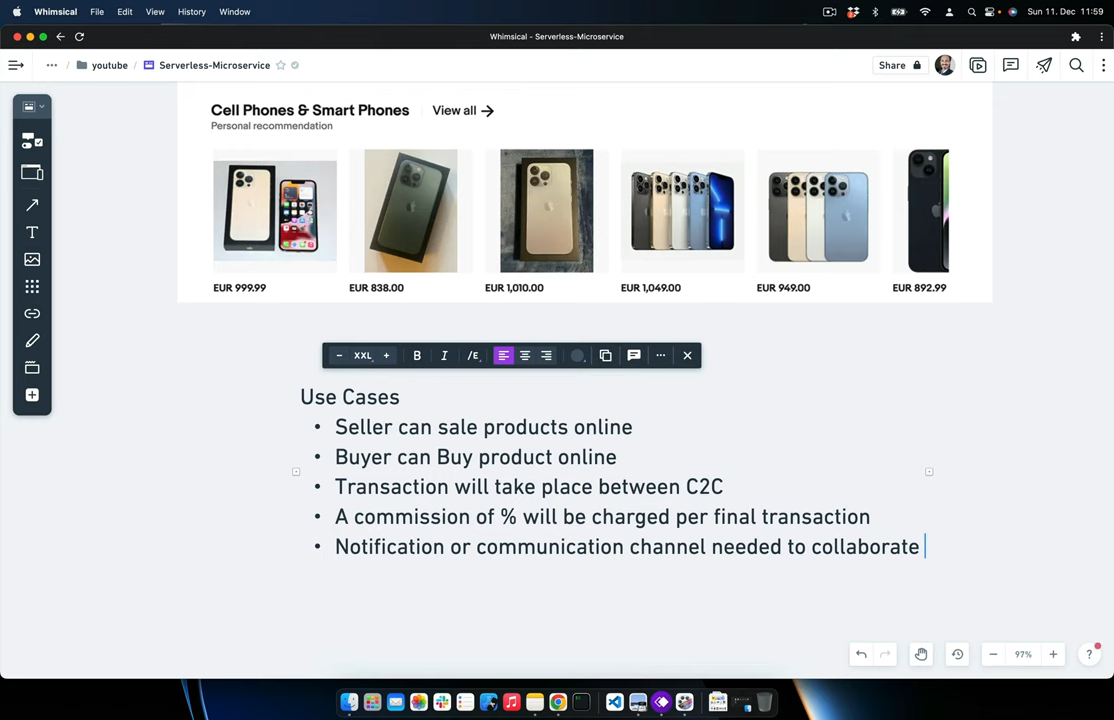 Whimsical File Edit View History Window Sun 11. Dec 11:59
Whimsical - Serverless-Microservice
... / youtube / Serverless-Microservice Share
Cell Phones & Smart Phones View all →
Personal recommendation
EUR 999.99 EUR 838.00 EUR 1,010.00 EUR 1,049.00 EUR 949.00 EUR 892.99
− XXL + B I /E ...
Use Cases
• Seller can sale products online
• Buyer can Buy product online
• Transaction will take place between C2C
• A commission of % will be charged per final transaction
• Notification or communication channel needed to collaborate
− 97% + ?